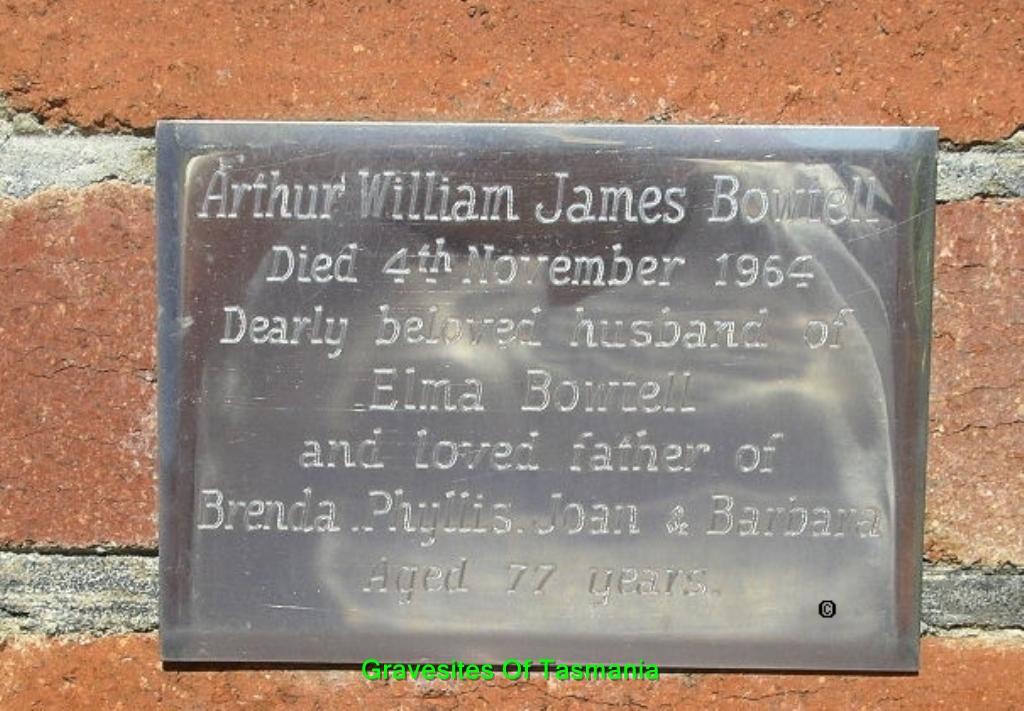 Arthur William James Bowtell
Died 4th November 1964
Dearly beloved husband of
Elma Bowtell
and loved father of
Brenda. Phyllis. Joan & Barbara
Aged 77 years.
©
Gravesites Of Tasmania